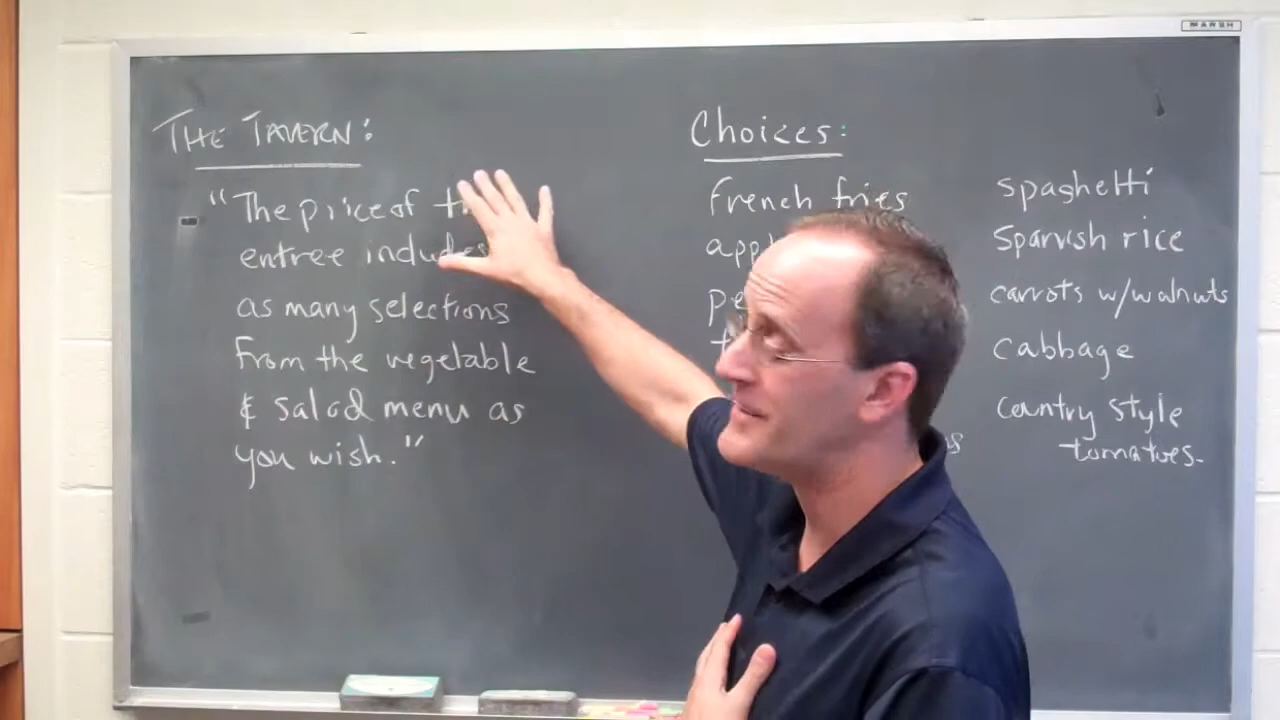 MARSH
THE TAVERN:
"The price of
entree includes
as many selections
from the vegetable
& salad menu as
you wish."
Choices:
french fries
spaghetti
Spanish rice
carrots w/walnuts
cabbage
country style
tomatoes.